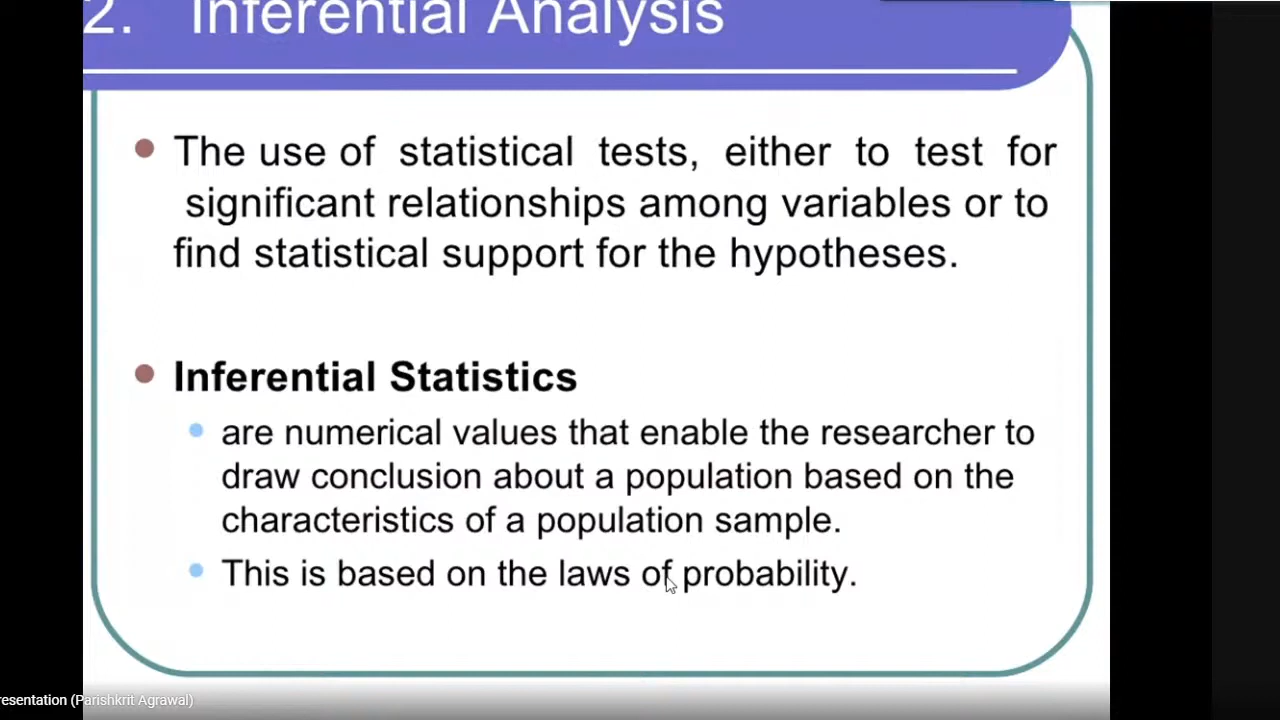 2. Inferential Analysis
The use of statistical tests, either to test for
significant relationships among variables or to
find statistical support for the hypotheses.
Inferential Statistics
are numerical values that enable the researcher to
draw conclusion about a population based on the
characteristics of a population sample.
This is based on the laws of probability.
resentation (Parishkrit Agrawal)